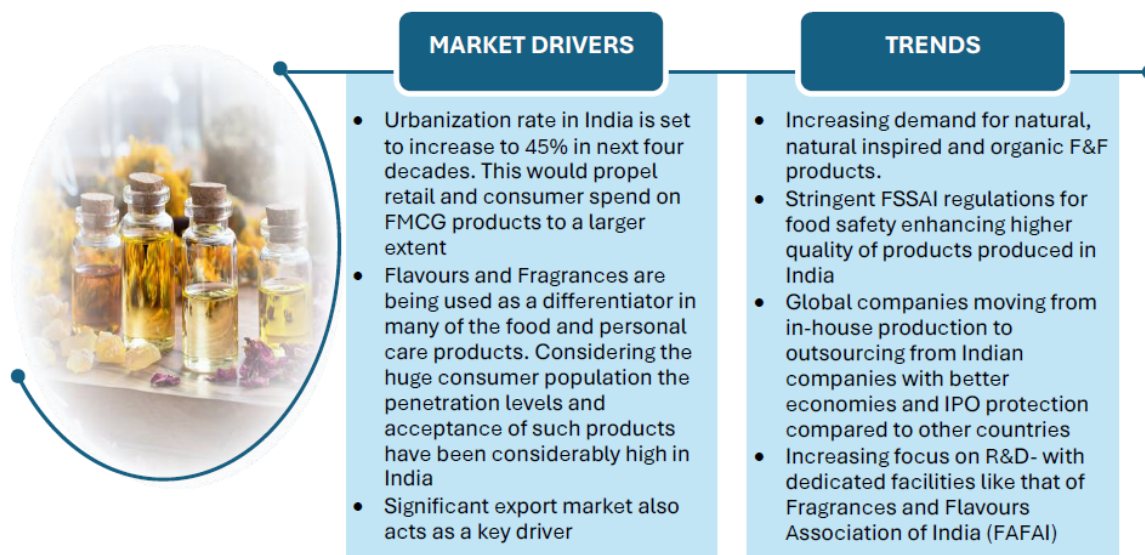 MARKET DRIVERS
• Urbanization rate in India is set
to increase to 45% in next four
decades. This would propel
retail and consumer spend on
FMCG products to a larger
extent
• Flavours and Fragrances are
being used as a differentiator in
many of the food and personal
care products. Considering the
huge consumer population the
penetration levels and
acceptance of such products
have been considerably high in
India
• Significant export market also
acts as a key driver
TRENDS
• Increasing demand for natural,
natural inspired and organic F&F
products.
• Stringent FSSAI regulations for
food safety enhancing higher
quality of products produced in
India
• Global companies moving from
in-house production to
outsourcing from Indian
companies with better
economies and IPO protection
compared to other countries
• Increasing focus on R&D- with
dedicated facilities like that of
Fragrances and Flavours
Association of India (FAFAI)